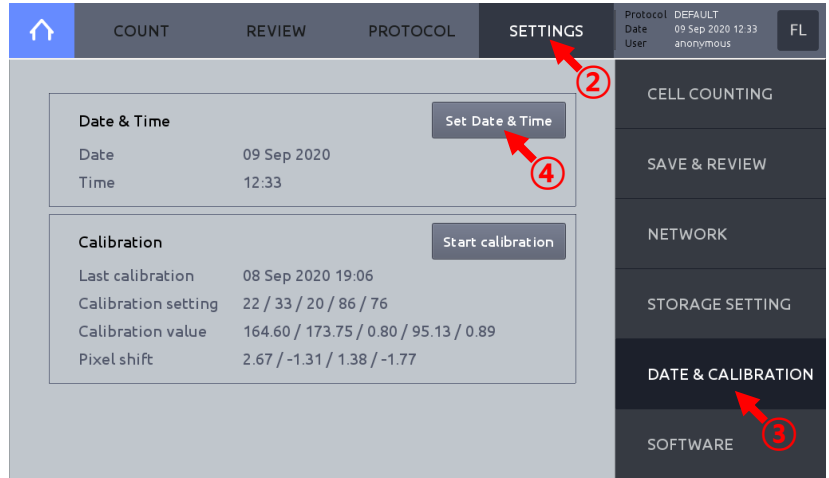 COUNT REVIEW PROTOCOL SETTINGS
Protocol DEFAULT
Date 09 Sep 2020 12:33
User anonymous
FL
②
Date & Time Set Date & Time
Date 09 Sep 2020
Time 12:33
④
Calibration Start calibration
Last calibration 08 Sep 2020 19:06
Calibration setting 22 / 33 / 20 / 86 / 76
Calibration value 164.60 / 173.75 / 0.80 / 95.13 / 0.89
Pixel shift 2.67 / -1.31 / 1.38 / -1.77
CELL COUNTING
SAVE & REVIEW
NETWORK
STORAGE SETTING
DATE & CALIBRATION
③
SOFTWARE